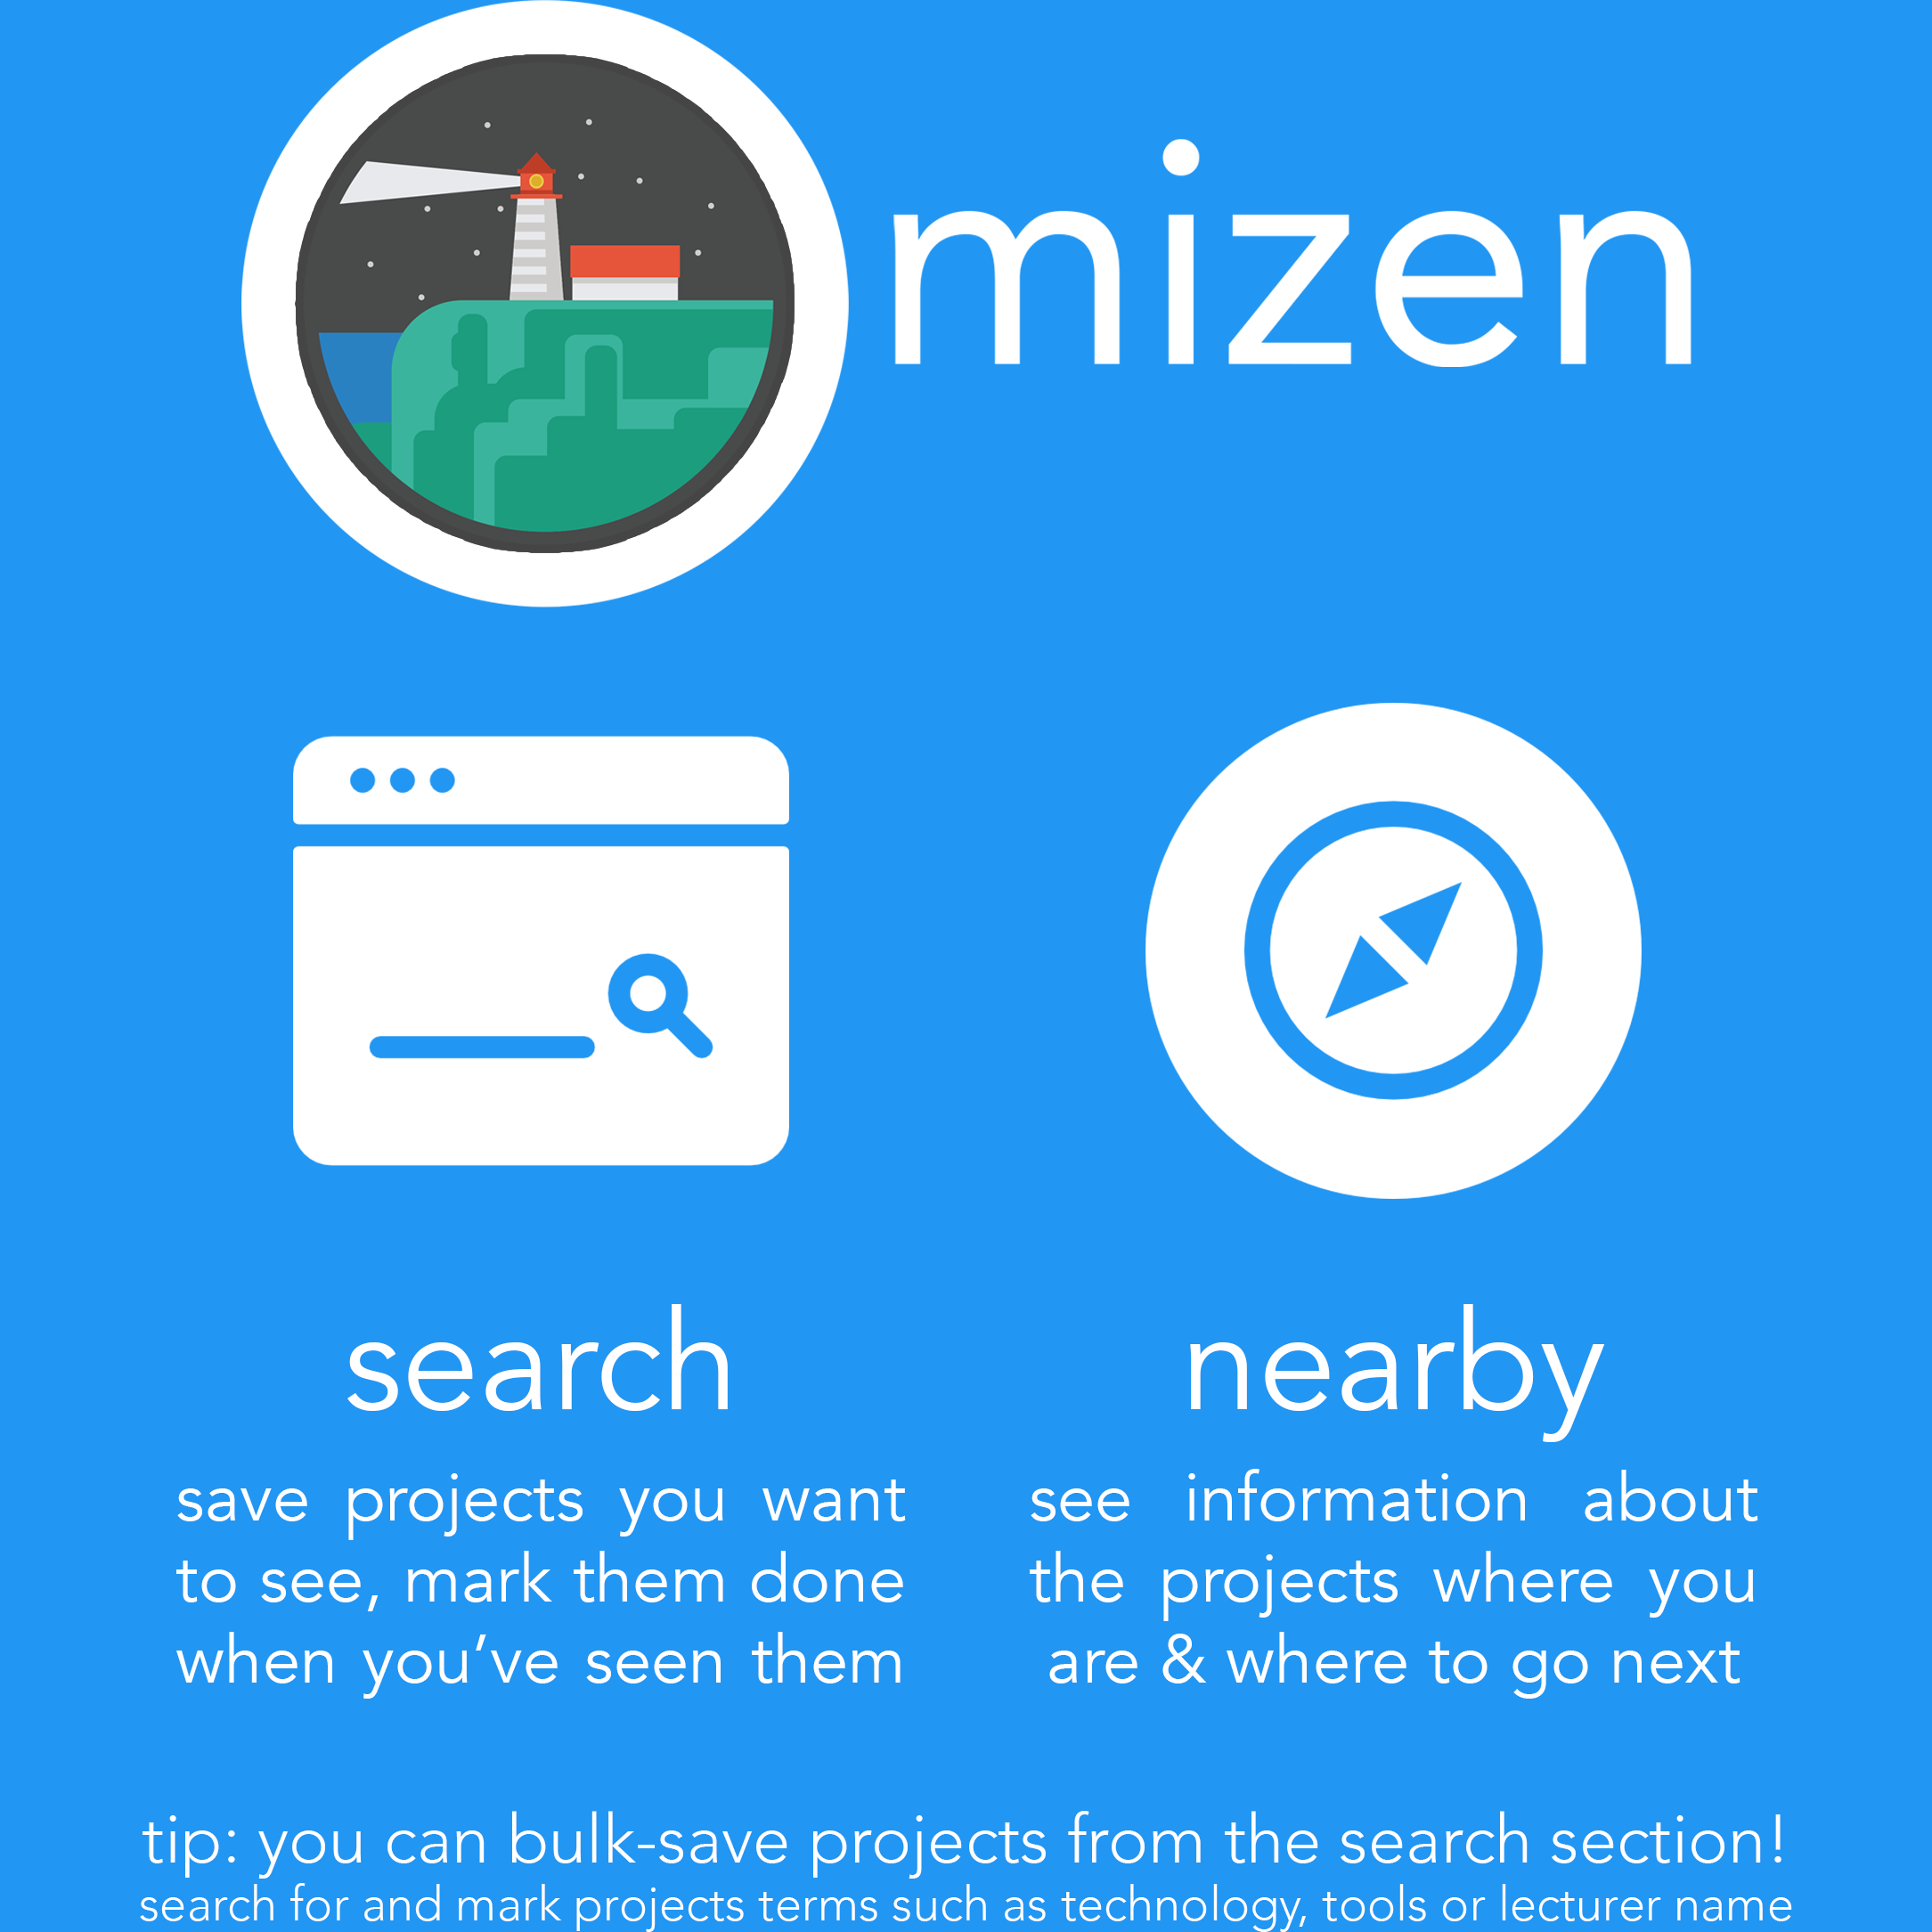 mizen
search
save projects you want
to see, mark them done
when you've seen them
nearby
see information about
the projects where you
are & where to go next
tip: you can bulk-save projects from the search section!
search for and mark projects terms such as technology, tools or lecturer name